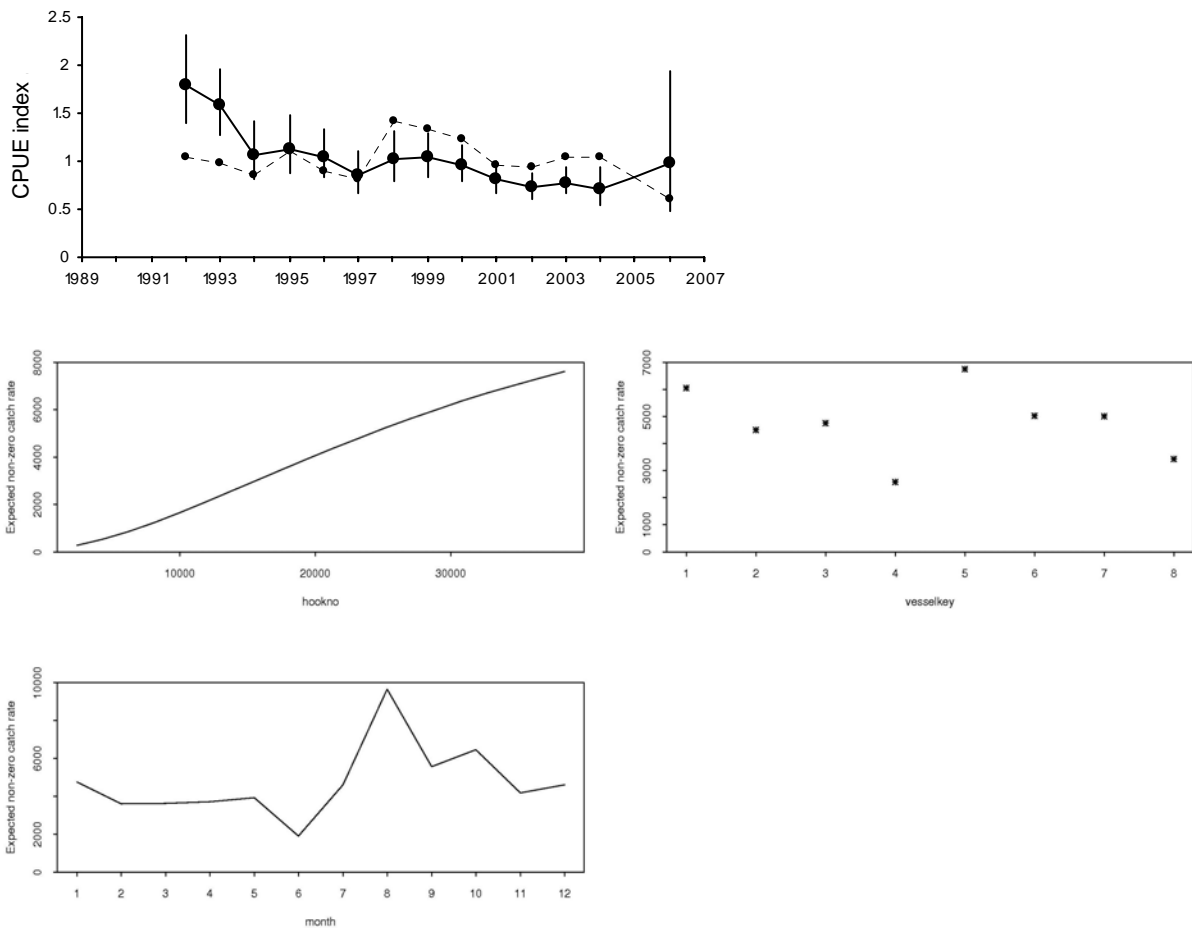 2.5
2
1.5
1
0.5
0
CPUE index
1989 1991 1993 1995 1997 1999 2001 2003 2005 2007
8000
6000
4000
2000
0
Expected non-zero catch rate
10000 20000 30000
hookno
7000
5000
3000
1000
0
Expected non-zero catch rate
1 2 3 4 5 6 7 8
vesselkey
10000
6000
2000
0
Expected non-zero catch rate
1 2 3 4 5 6 7 8 9 10 11 12
month